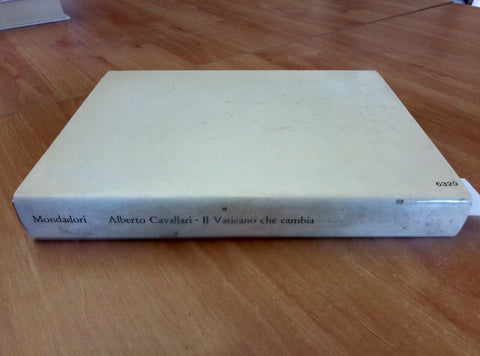 6329
Mondadori Alberto Cavallari - Il Vaticano che cambia